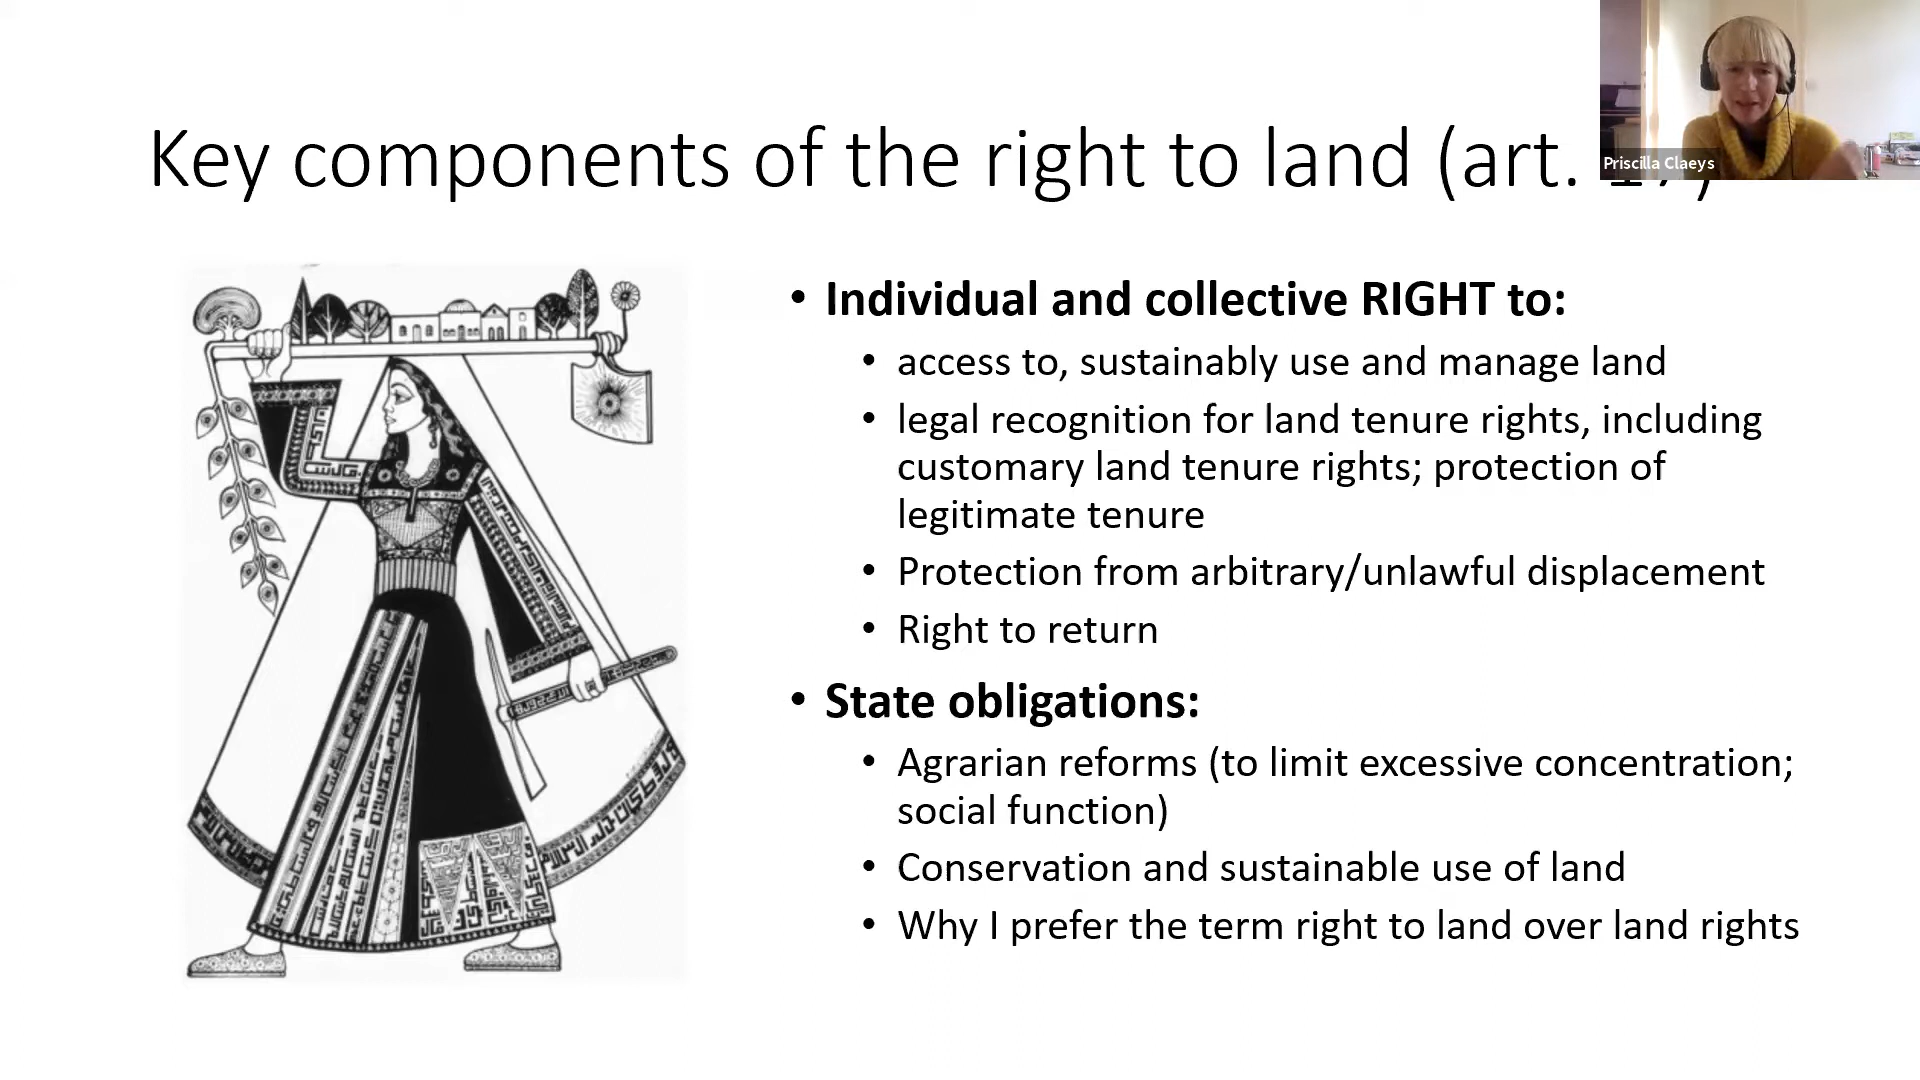 Key components of the right to land (art. 17)
Priscilla Claeys
• Individual and collective RIGHT to:
• access to, sustainably use and manage land
• legal recognition for land tenure rights, including
customary land tenure rights; protection of
legitimate tenure
• Protection from arbitrary/unlawful displacement
• Right to return
• State obligations:
• Agrarian reforms (to limit excessive concentration;
social function)
• Conservation and sustainable use of land
• Why I prefer the term right to land over land rights